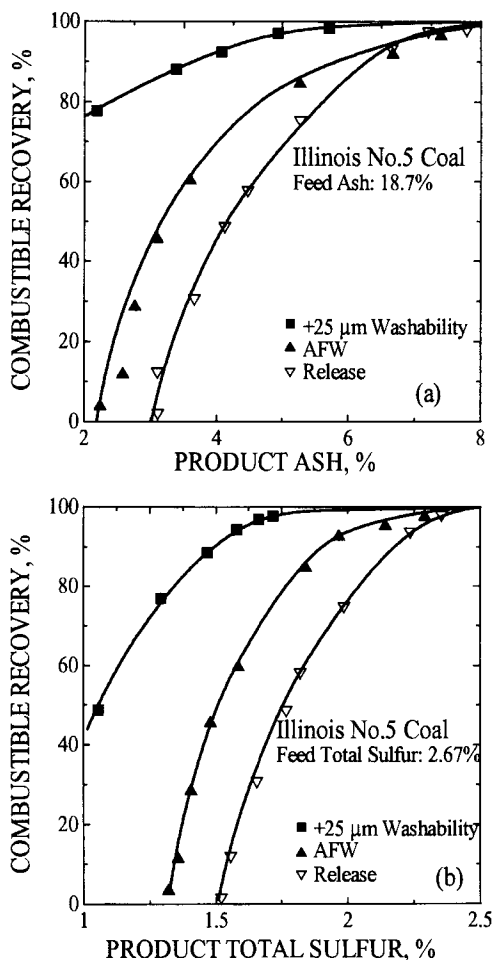 COMBUSTIBLE RECOVERY, %
100
80
60
40
20
0
Illinois No.5 Coal
Feed Ash: 18.7%
+25 µm Washability
AFW
Release
(a)
2
4
6
8
PRODUCT ASH, %
COMBUSTIBLE RECOVERY, %
100
80
60
40
20
0
Illinois No.5 Coal
Feed Total Sulfur: 2.67%
+25 µm Washability
AFW
Release
(b)
1
1.5
2
2.5
PRODUCT TOTAL SULFUR, %